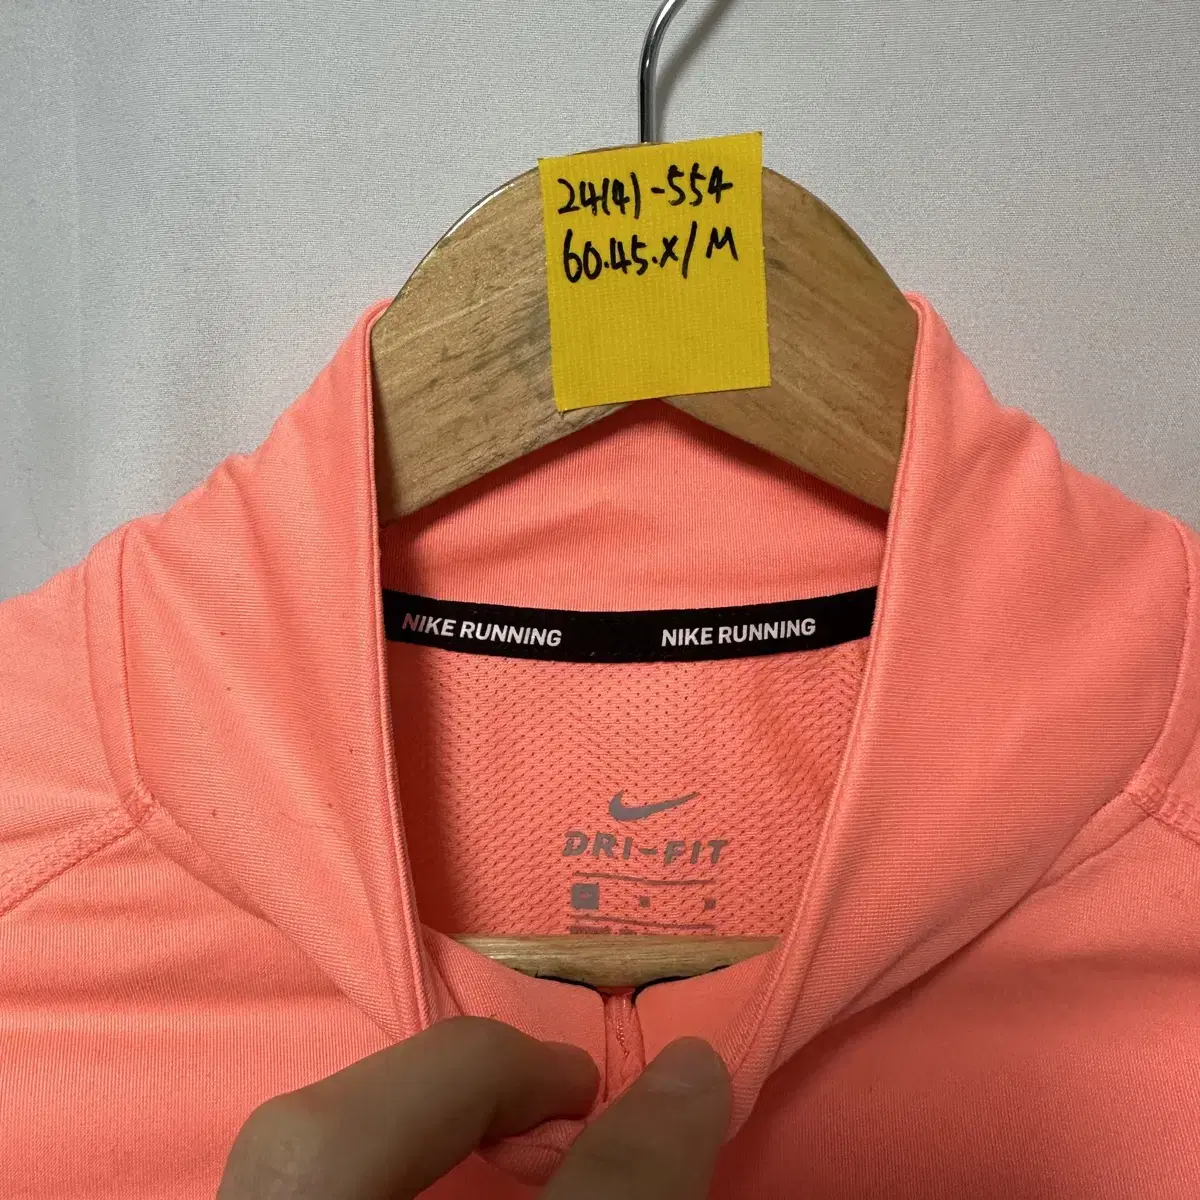 24(4)-554
60.45.X/M
NIKE RUNNING NIKE RUNNING
DRI-FIT